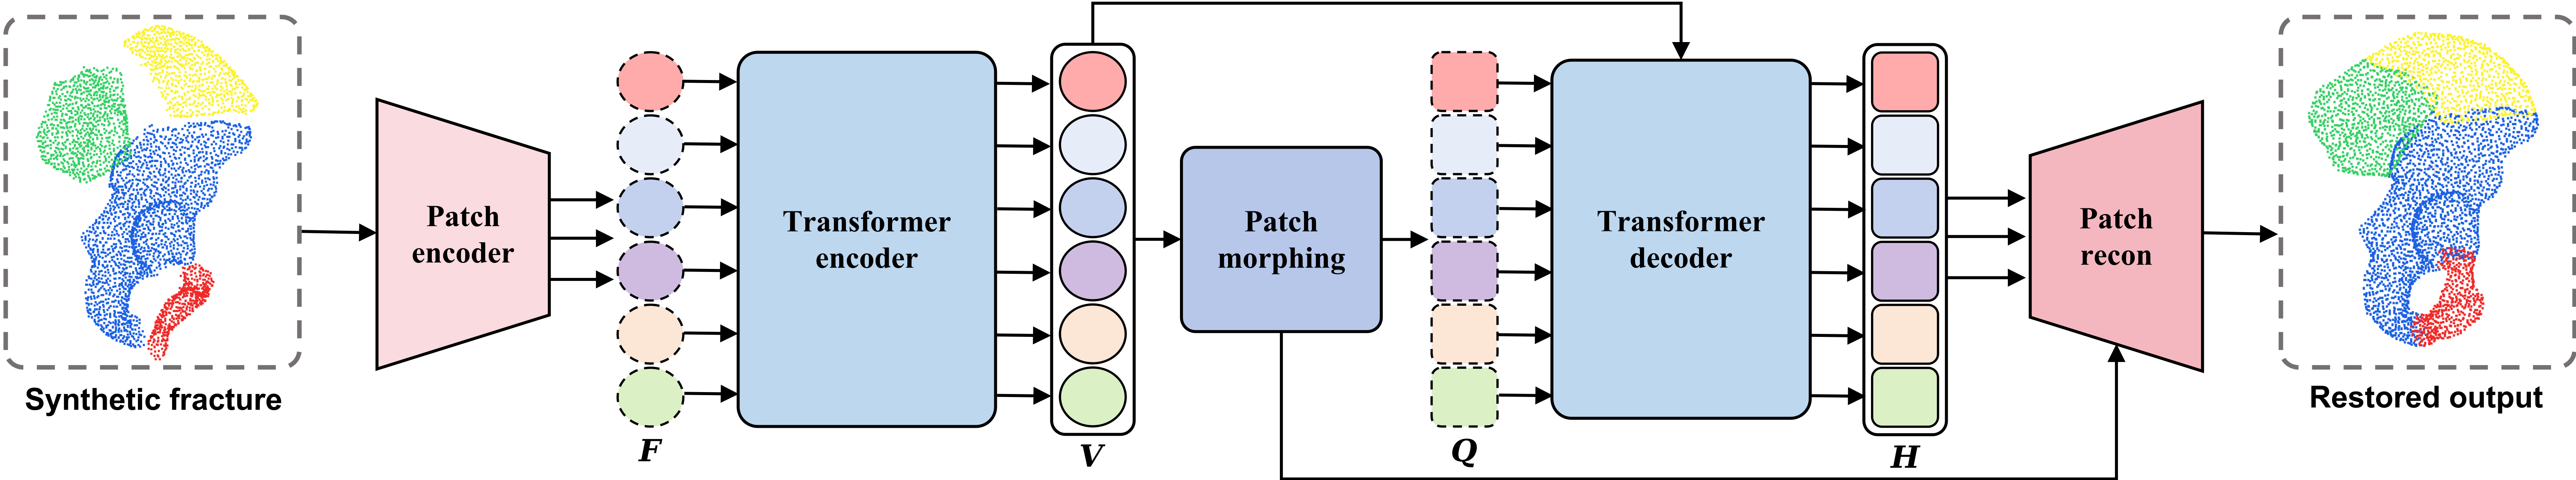 Synthetic fracture
Patch
encoder
F
Transformer
encoder
V
Patch
morphing
Q
Transformer
decoder
H
Patch
recon
Restored output